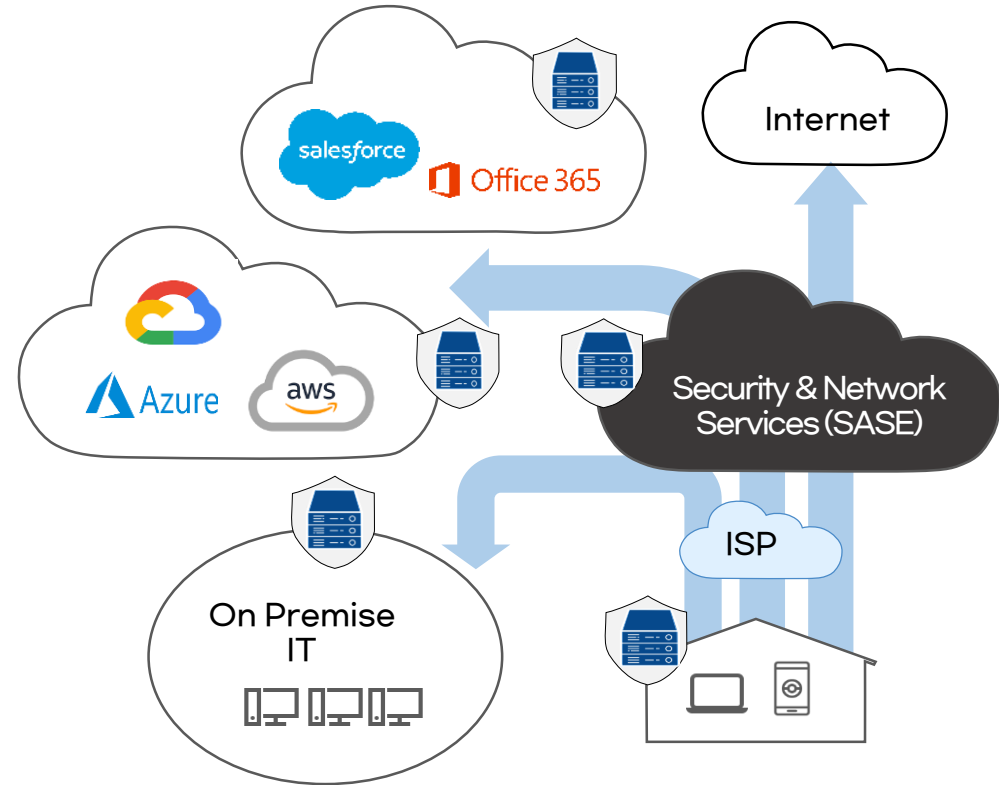 salesforce
Office 365
Internet
Azure
aws
Security & Network
Services (SASE)
ISP
On Premise
IT